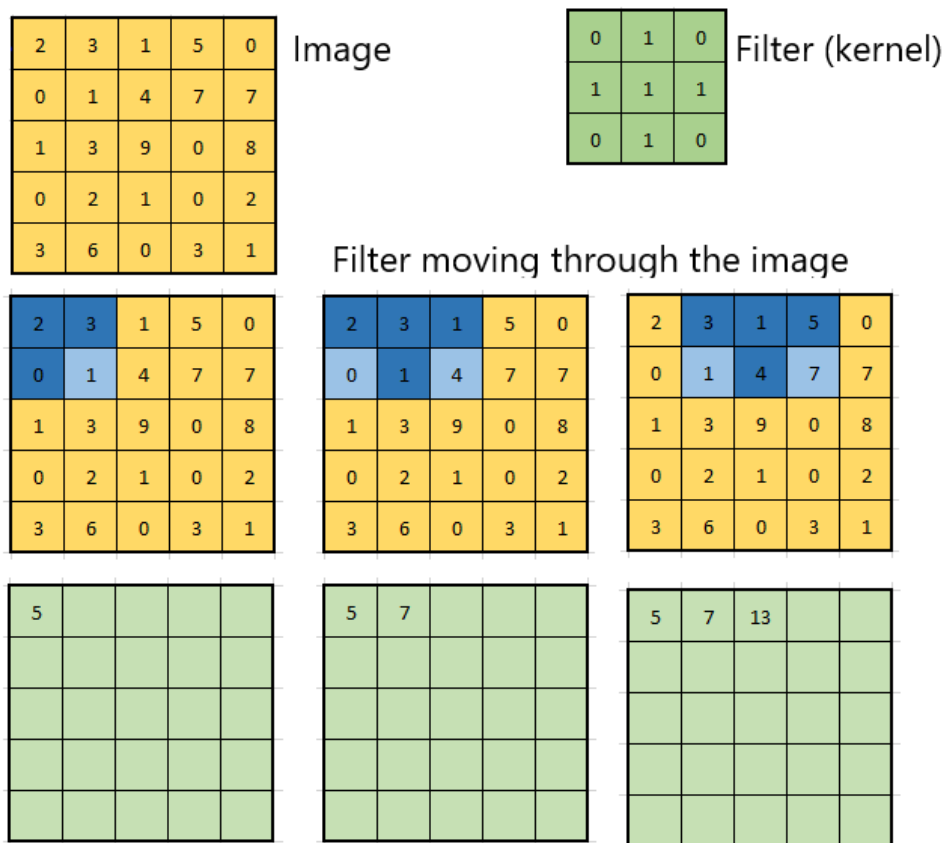 2 3 1 5 0
0 1 4 7 7
1 3 9 0 8
0 2 1 0 2
3 6 0 3 1
Image
0 1 0
1 1 1
0 1 0
Filter (kernel)
Filter moving through the image
2 3 1 5 0
0 1 4 7 7
1 3 9 0 8
0 2 1 0 2
3 6 0 3 1
2 3 1 5 0
0 1 4 7 7
1 3 9 0 8
0 2 1 0 2
3 6 0 3 1
2 3 1 5 0
0 1 4 7 7
1 3 9 0 8
0 2 1 0 2
3 6 0 3 1
5
5 7
5 7 13